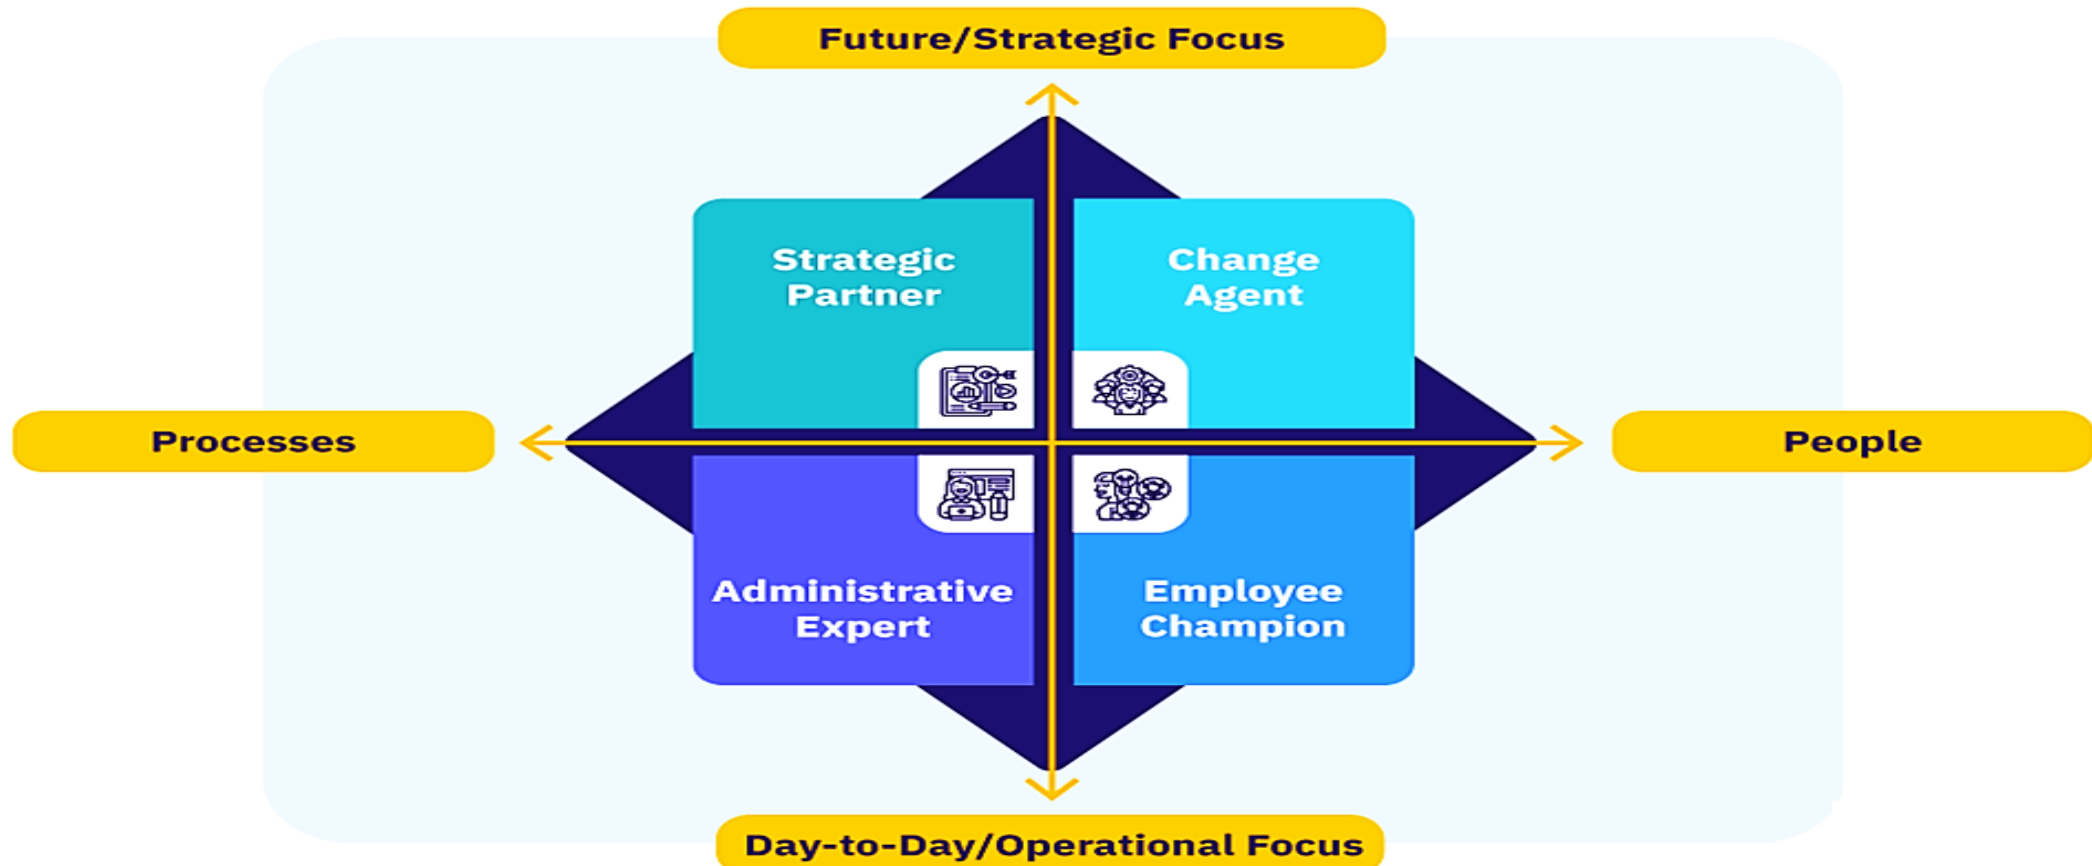 Future/Strategic Focus
Strategic
Partner
Change
Agent
Processes
People
Administrative
Expert
Employee
Champion
Day-to-Day/Operational Focus